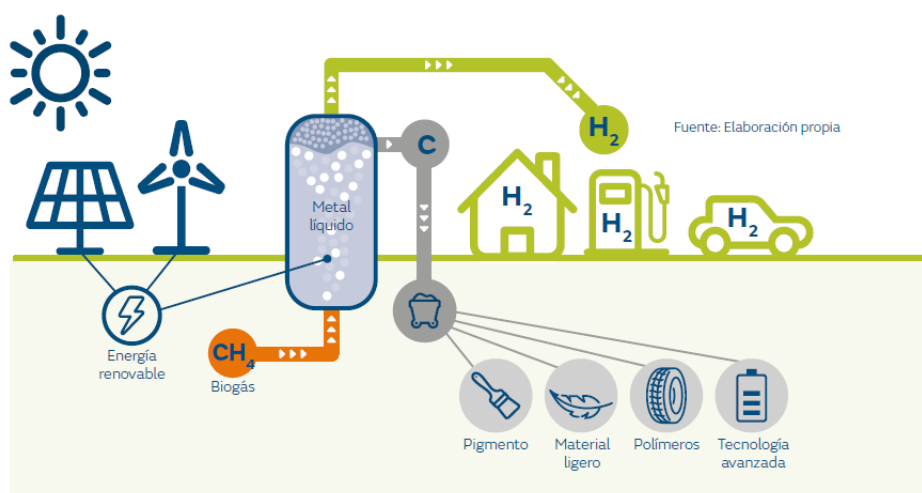 H₂
Fuente: Elaboración propia
C
Metal
líquido
H₂
H₂
H₂
Energía
renovable
CH₄
Biogás
Pigmento
Material
ligero
Polímeros
Tecnología
avanzada